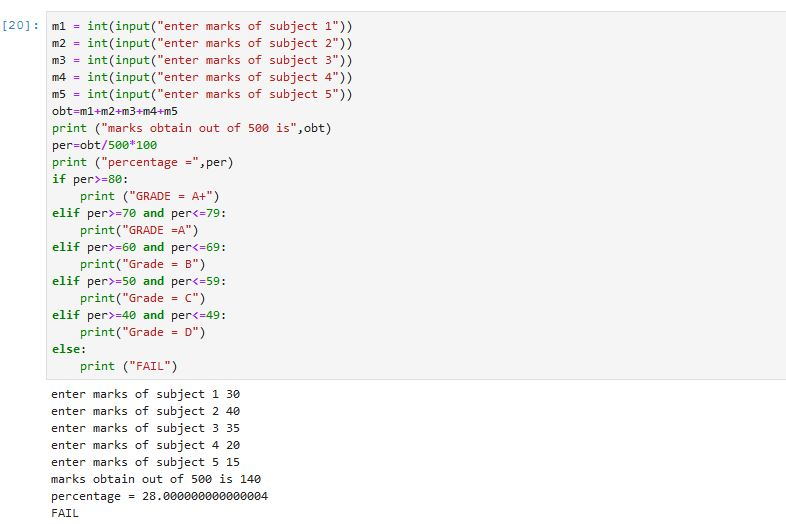 [20]: m1 = int(input("enter marks of subject 1"))
m2 = int(input("enter marks of subject 2"))
m3 = int(input("enter marks of subject 3"))
m4 = int(input("enter marks of subject 4"))
m5 = int(input("enter marks of subject 5"))
obt=m1+m2+m3+m4+m5
print ("marks obtain out of 500 is",obt)
per=obt/500*100
print ("percentage =",per)
if per>=80:
    print ("GRADE = A+")
elif per>=70 and per<=79:
    print("GRADE =A")
elif per>=60 and per<=69:
    print("Grade = B")
elif per>=50 and per<=59:
    print("Grade = C")
elif per>=40 and per<=49:
    print("Grade = D")
else:
    print ("FAIL")
enter marks of subject 1 30
enter marks of subject 2 40
enter marks of subject 3 35
enter marks of subject 4 20
enter marks of subject 5 15
marks obtain out of 500 is 140
percentage = 28.000000000000004
FAIL